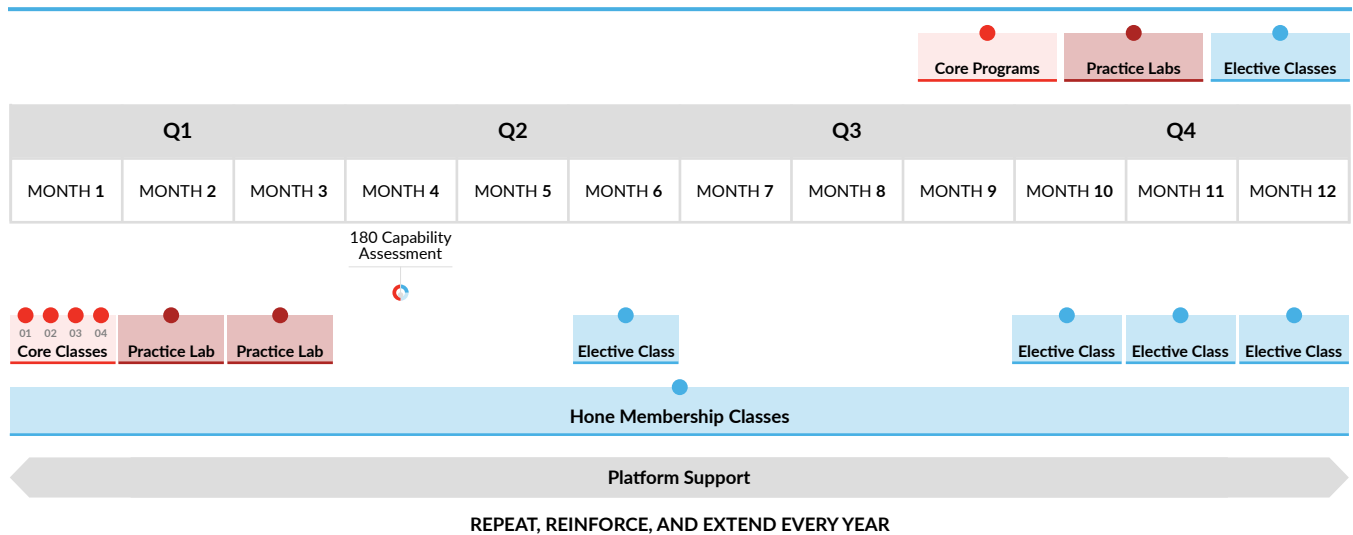 Core Programs
Practice Labs
Elective Classes
Q1
Q2
Q3
Q4
MONTH 1
MONTH 2
MONTH 3
MONTH 4
MONTH 5
MONTH 6
MONTH 7
MONTH 8
MONTH 9
MONTH 10
MONTH 11
MONTH 12
180 Capability
Assessment
01 02 03 04
Core Classes
Practice Lab
Practice Lab
Elective Class
Elective Class
Elective Class
Elective Class
Hone Membership Classes
Platform Support
REPEAT, REINFORCE, AND EXTEND EVERY YEAR